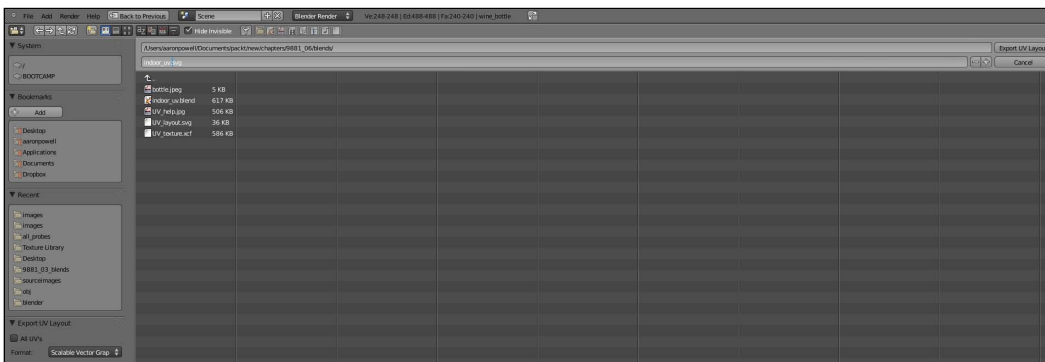 File Add Render Help Back to Previous Scene Blender Render Ve:248-248 | Ed:488-488 | Fa:240-240 | wine_bottle
Hide Invisible
System
/
BOOTCAMP
Bookmarks
Add
Desktop
aaronpowell
Applications
Documents
Dropbox
Recent
images
images
all_probes
Texture Library
Desktop
9881_03_blends
sourceimages
obj
blender
Export UV Layout
All UV's
Format: Scalable Vector Grap
/Users/aaronpowell/Documents/packt/new/chapters/9881_06/blends/ Export UV Layou
indoor_uv.svg Cancel
..
bottle.jpeg 5 KB
indoor_uv.blend 617 KB
UV_help.jpg 506 KB
UV_layout.svg 36 KB
UV_texture.xcf 586 KB